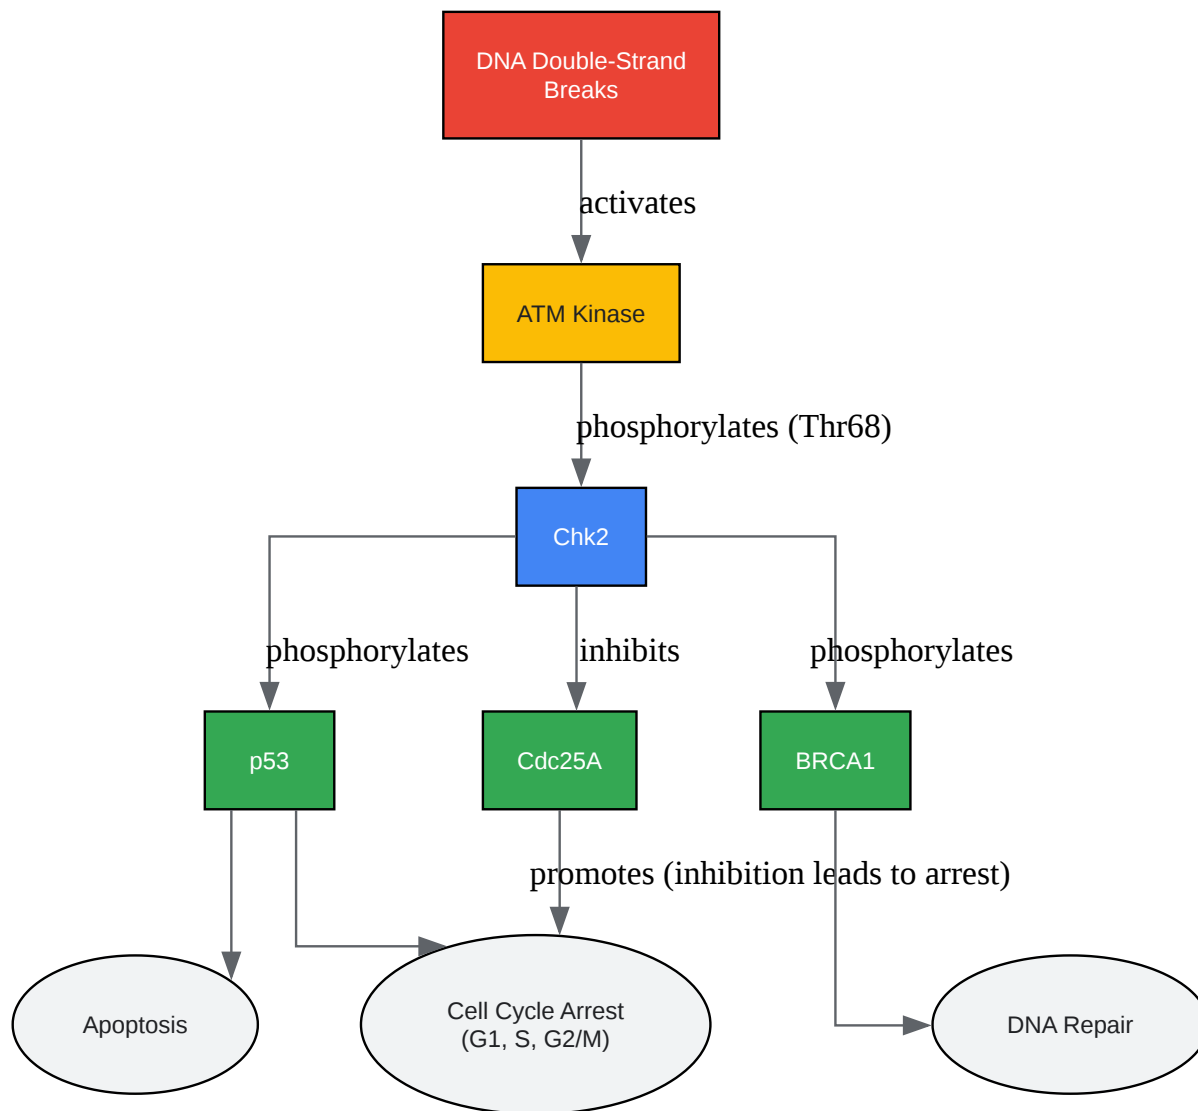 DNA Double-Strand
Breaks
activates
ATM Kinase
phosphorylates (Thr68)
Chk2
phosphorylates
inhibits
phosphorylates
p53
Cdc25A
BRCA1
promotes (inhibition leads to arrest)
Apoptosis
Cell Cycle Arrest
(G1, S, G2/M)
DNA Repair